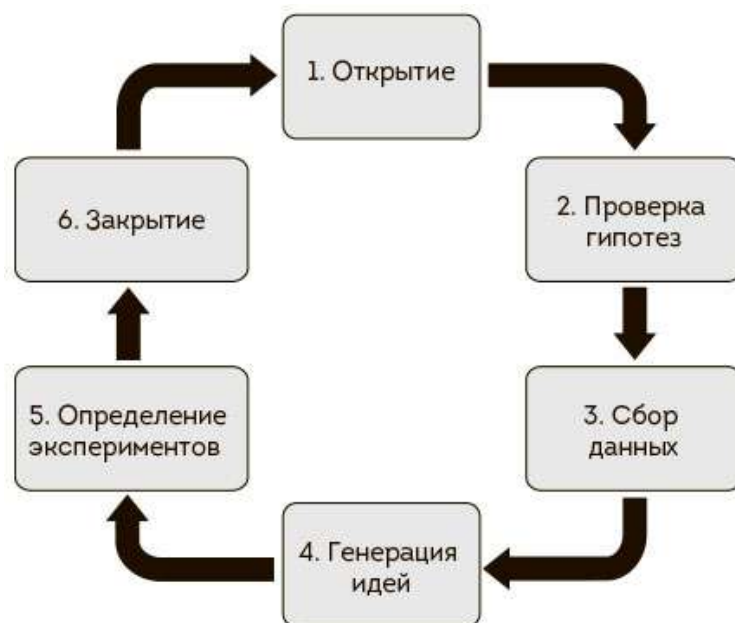 1. Открытие
2. Проверка
гипотез
3. Сбор
данных
4. Генерация
идей
5. Определение
экспериментов
6. Закрытие